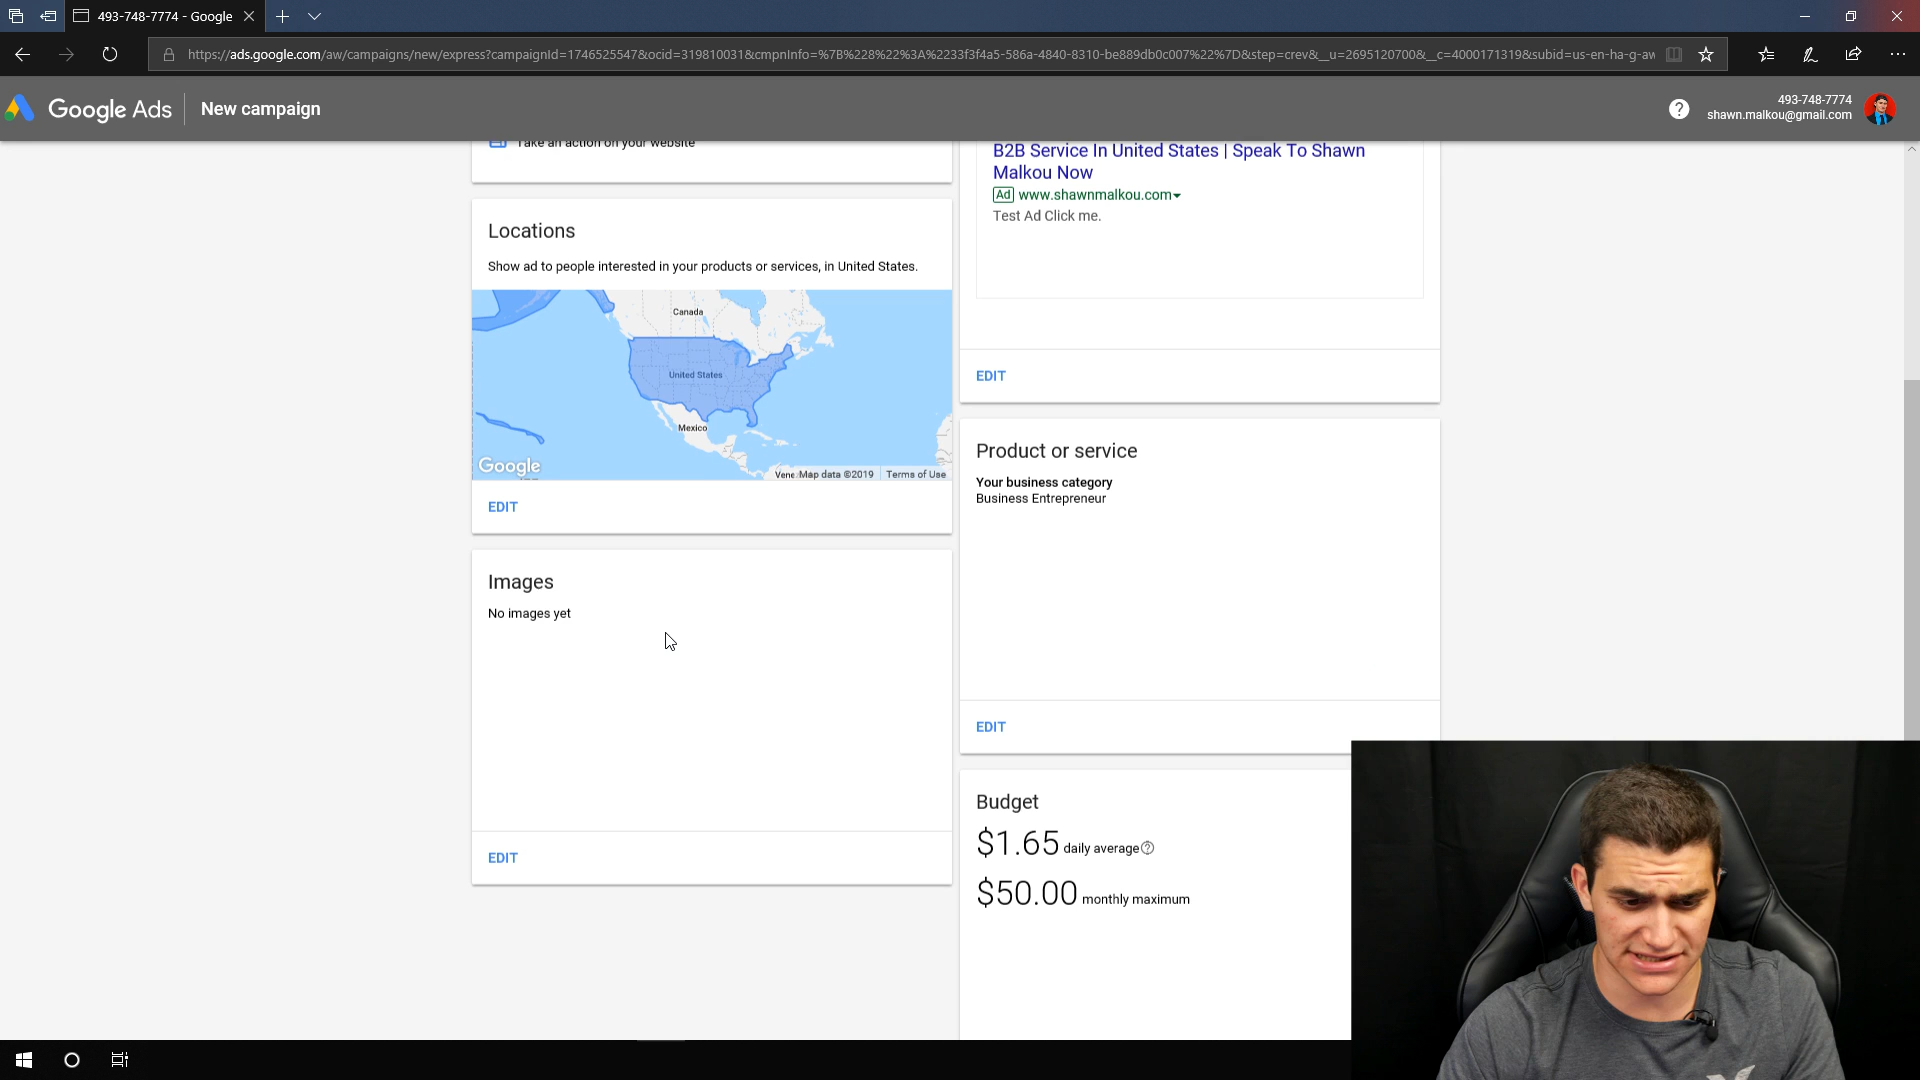 493-748-7774 - Google
https://ads.google.com/aw/campaigns/new/express?campaignId=1746525547&ocid=319810031&cmpnInfo=%7B%228%22%3A%2233f3f4a5-586a-4840-8310-be889db0c007%22%7D&step=crev&__u=2695120700&__c=4000171319&subid=us-en-ha-g-aw
Google Ads
New campaign
493-748-7774
shawn.malkou@gmail.com
Take an action on your website
Locations
Show ad to people interested in your products or services, in United States.
Canada
United States
Mexico
Google
Vene
Map data ©2019
Terms of Use
EDIT
Images
No images yet
EDIT
B2B Service In United States | Speak To Shawn
Malkou Now
Ad www.shawnmalkou.com
Test Ad Click me.
EDIT
Product or service
Your business category
Business Entrepreneur
EDIT
Budget
$1.65 daily average
$50.00 monthly maximum